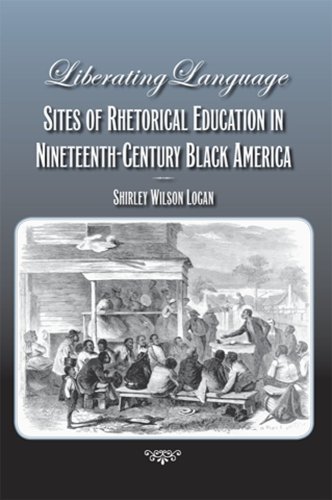 Liberating Language
SITES OF RHETORICAL EDUCATION IN
NINETEENTH-CENTURY BLACK AMERICA
SHIRLEY WILSON LOGAN